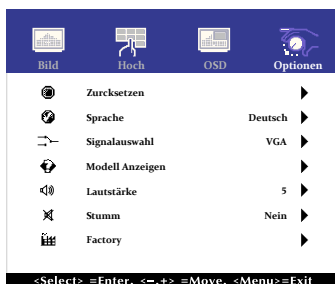 Bild Hoch OSD Optionen
Zurcksetzen
Sprache Deutsch
Signalauswahl VGA
Modell Anzeigen
Lautstärke 5
Stumm Nein
Factory
<Select> =Enter, <−,+> =Move, <Menu>=Exit